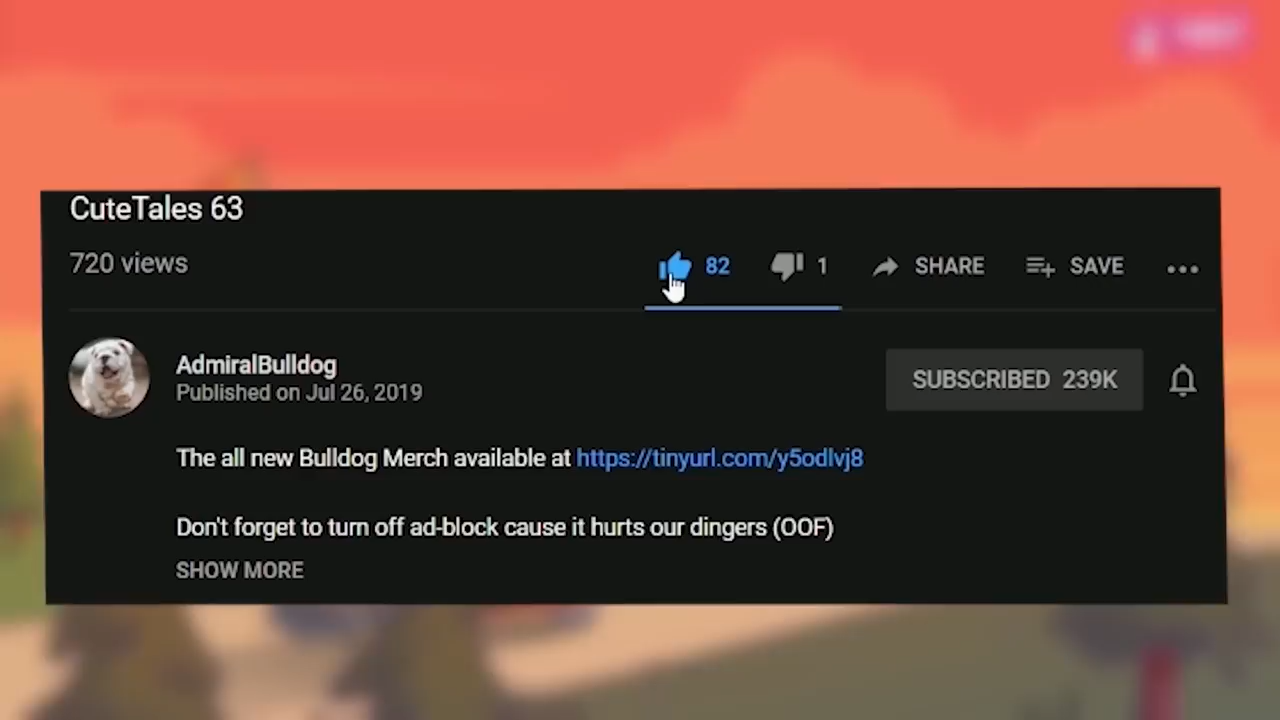 CuteTales 63
720 views
82 1 SHARE SAVE
AdmiralBulldog
Published on Jul 26, 2019
SUBSCRIBED 239K
The all new Bulldog Merch available at https://tinyurl.com/y5odlvj8
Don't forget to turn off ad-block cause it hurts our dingers (OOF)
SHOW MORE